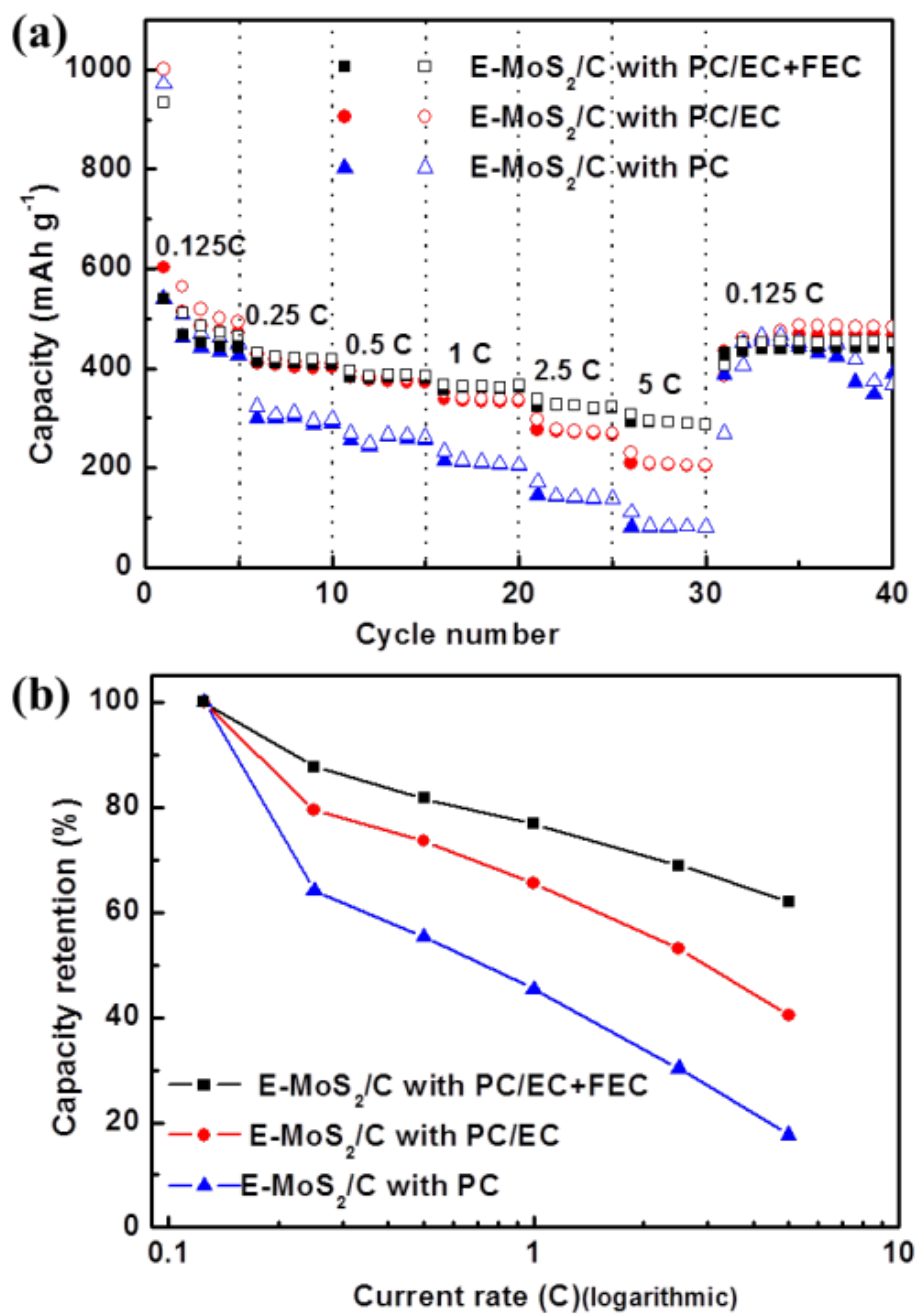 (a)
Capacity (mAh g⁻¹)
1000
800
600
400
200
0
E-MoS₂/C with PC/EC+FEC
E-MoS₂/C with PC/EC
E-MoS₂/C with PC
0.125C
0.25 C
0.5 C
1 C
2.5 C
5 C
0.125 C
0 10 20 30 40
Cycle number
(b)
Capacity retention (%)
100
80
60
40
20
0
E-MoS₂/C with PC/EC+FEC
E-MoS₂/C with PC/EC
E-MoS₂/C with PC
0.1 1 10
Current rate (C)(logarithmic)